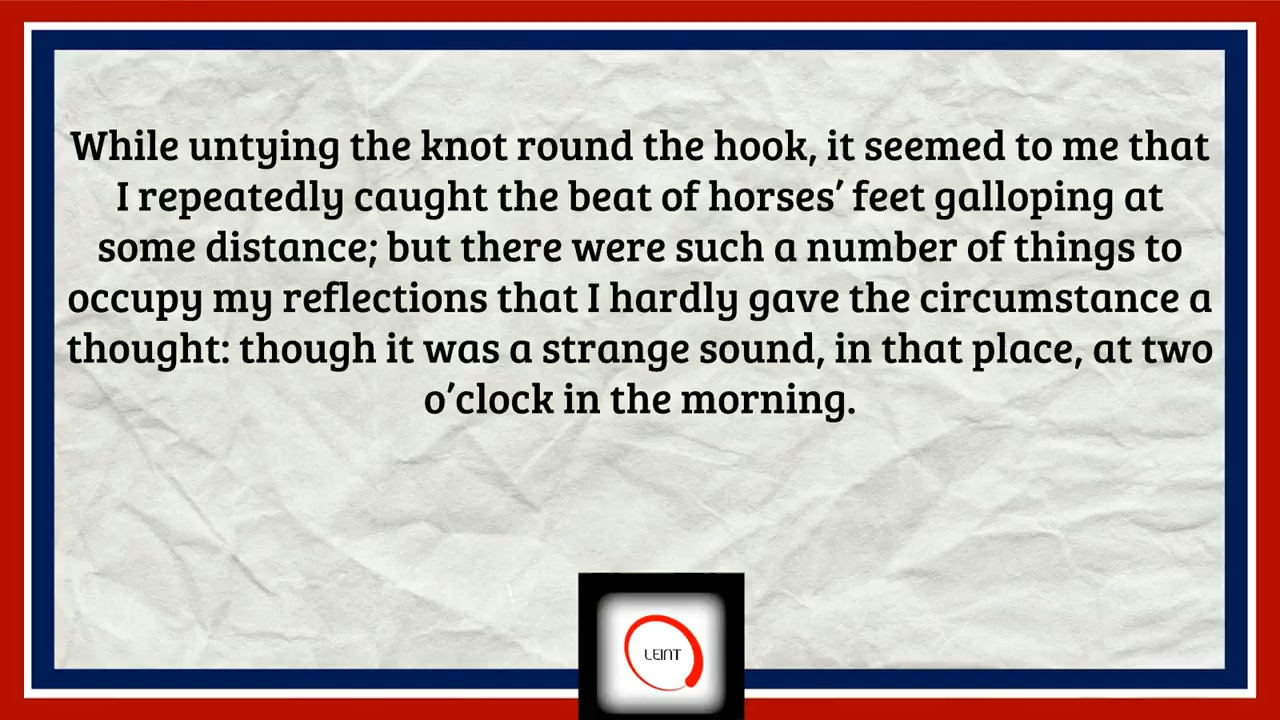 While untying the knot round the hook, it seemed to me that
I repeatedly caught the beat of horses’ feet galloping at
some distance; but there were such a number of things to
occupy my reflections that I hardly gave the circumstance a
thought: though it was a strange sound, in that place, at two
o’clock in the morning.
LEINT